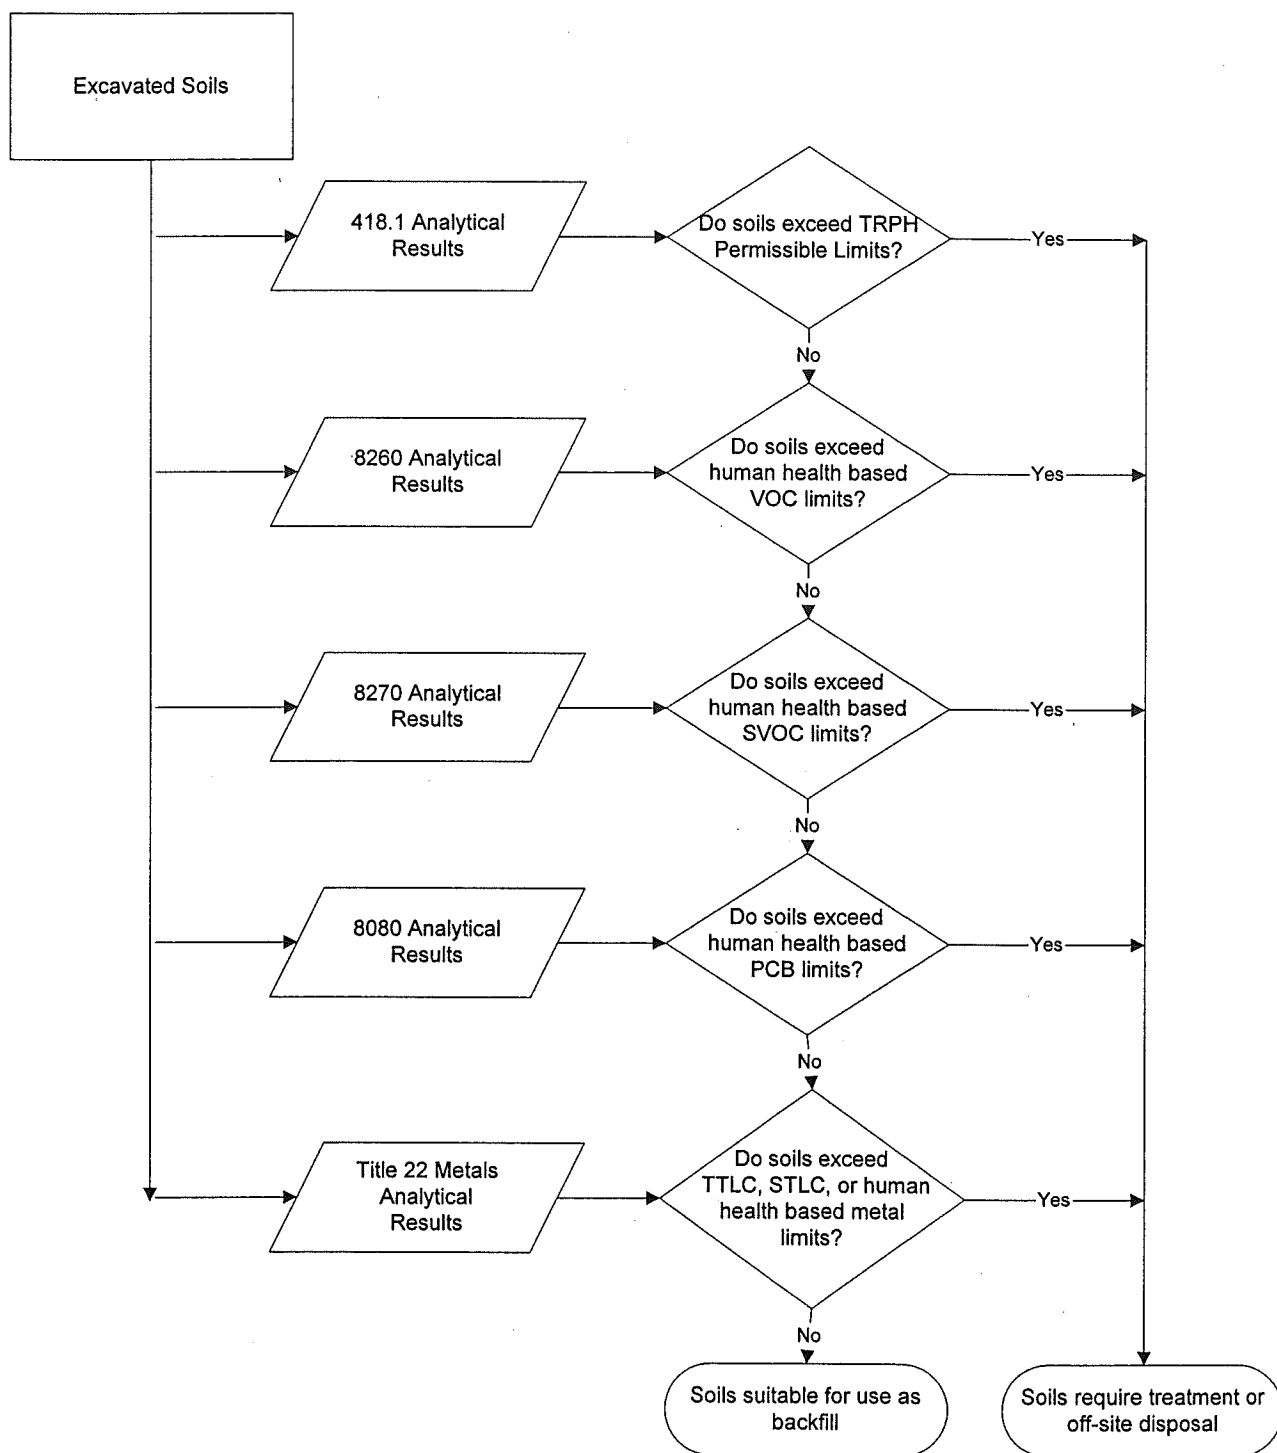 Excavated Soils
418.1 Analytical
Results
Do soils exceed TRPH
Permissible Limits?
Yes
No
8260 Analytical
Results
Do soils exceed
human health based
VOC limits?
Yes
No
8270 Analytical
Results
Do soils exceed
human health based
SVOC limits?
Yes
No
8080 Analytical
Results
Do soils exceed
human health based
PCB limits?
Yes
No
Title 22 Metals
Analytical
Results
Do soils exceed
TTLC, STLC, or human
health based metal
limits?
Yes
No
Soils suitable for use as
backfill
Soils require treatment or
off-site disposal